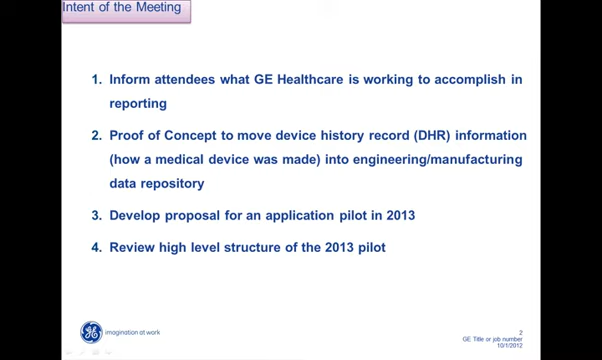 Intent of the Meeting
1. Inform attendees what GE Healthcare is working to accomplish in
reporting
2. Proof of Concept to move device history record (DHR) information
(how a medical device was made) into engineering/manufacturing
data repository
3. Develop proposal for an application pilot in 2013
4. Review high level structure of the 2013 pilot
imagination at work
2
GE Title or job number
10/1/2012